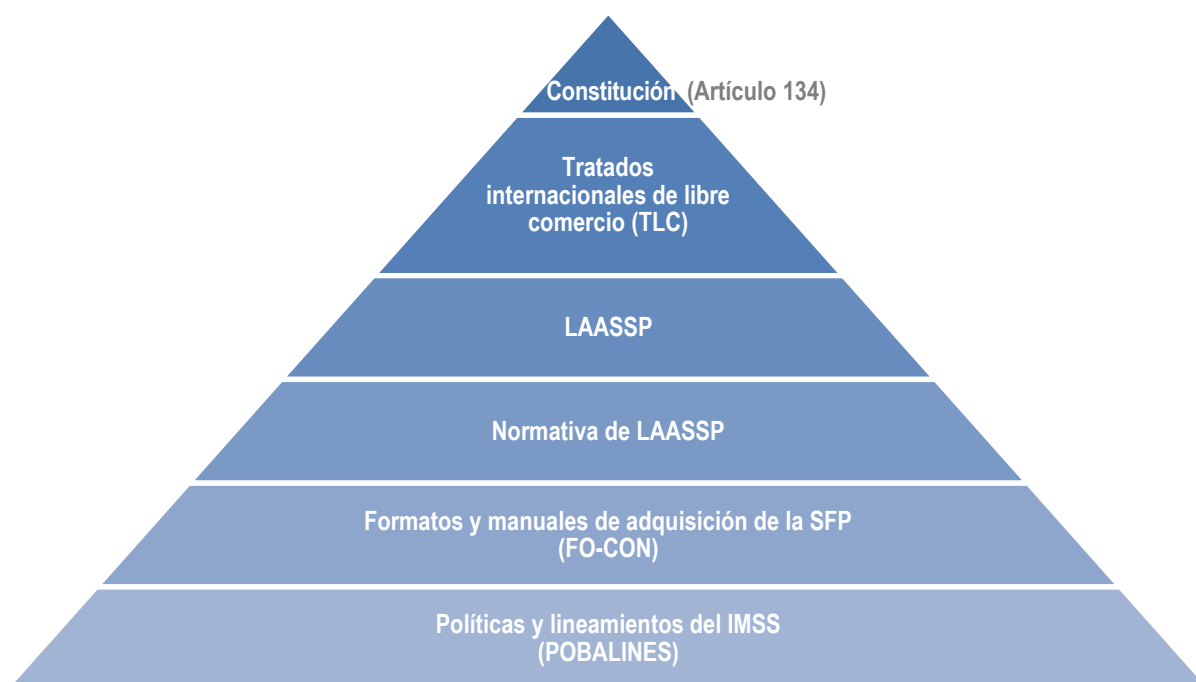 Constitución (Artículo 134)
Tratados
internacionales de libre
comercio (TLC)
LAASSP
Normativa de LAASSP
Formatos y manuales de adquisición de la SFP
(FO-CON)
Políticas y lineamientos del IMSS
(POBALINES)